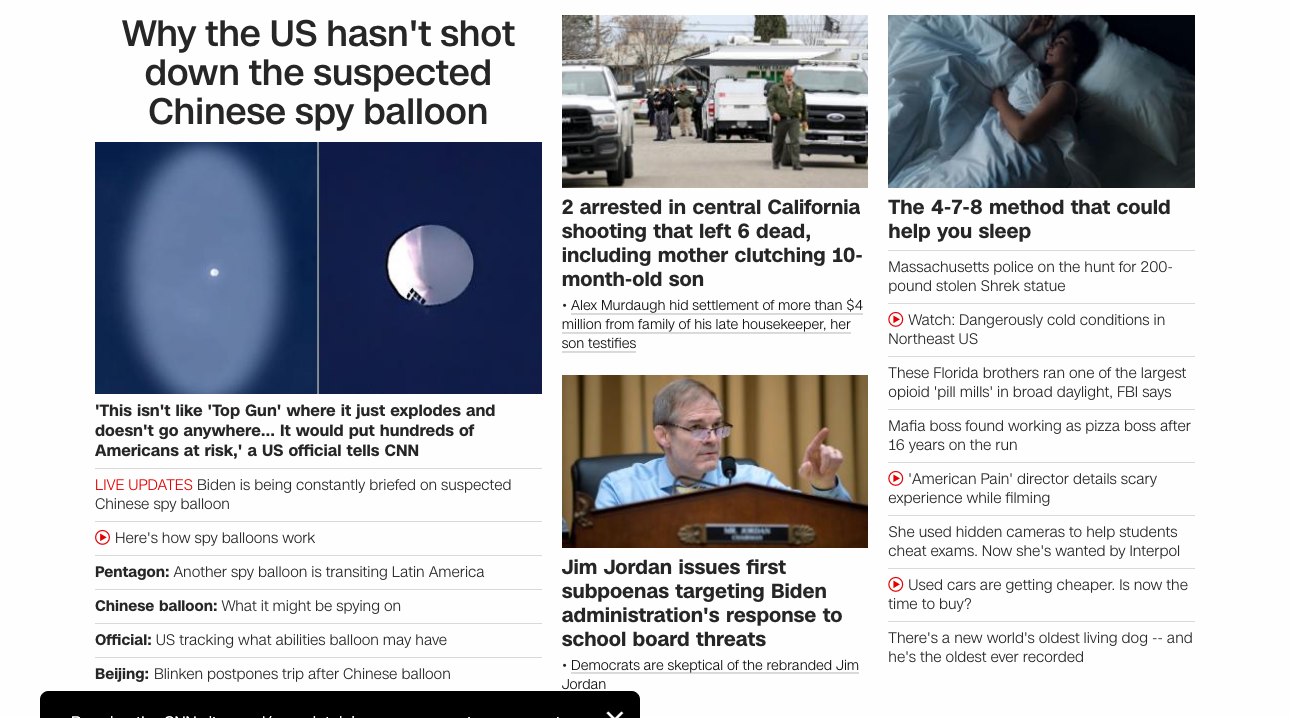 Why the US hasn't shot
down the suspected
Chinese spy balloon
'This isn't like 'Top Gun' where it just explodes and
doesn't go anywhere... It would put hundreds of
Americans at risk,' a US official tells CNN
LIVE UPDATES Biden is being constantly briefed on suspected
Chinese spy balloon
Here's how spy balloons work
Pentagon: Another spy balloon is transiting Latin America
Chinese balloon: What it might be spying on
Official: US tracking what abilities balloon may have
Beijing: Blinken postpones trip after Chinese balloon
2 arrested in central California
shooting that left 6 dead,
including mother clutching 10-
month-old son
• Alex Murdaugh hid settlement of more than $4
million from family of his late housekeeper, her
son testifies
MR. JORDAN
CHAIRMAN
Jim Jordan issues first
subpoenas targeting Biden
administration's response to
school board threats
• Democrats are skeptical of the rebranded Jim
Jordan
The 4-7-8 method that could
help you sleep
Massachusetts police on the hunt for 200-
pound stolen Shrek statue
Watch: Dangerously cold conditions in
Northeast US
These Florida brothers ran one of the largest
opioid 'pill mills' in broad daylight, FBI says
Mafia boss found working as pizza boss after
16 years on the run
'American Pain' director details scary
experience while filming
She used hidden cameras to help students
cheat exams. Now she's wanted by Interpol
Used cars are getting cheaper. Is now the
time to buy?
There's a new world's oldest living dog -- and
he's the oldest ever recorded